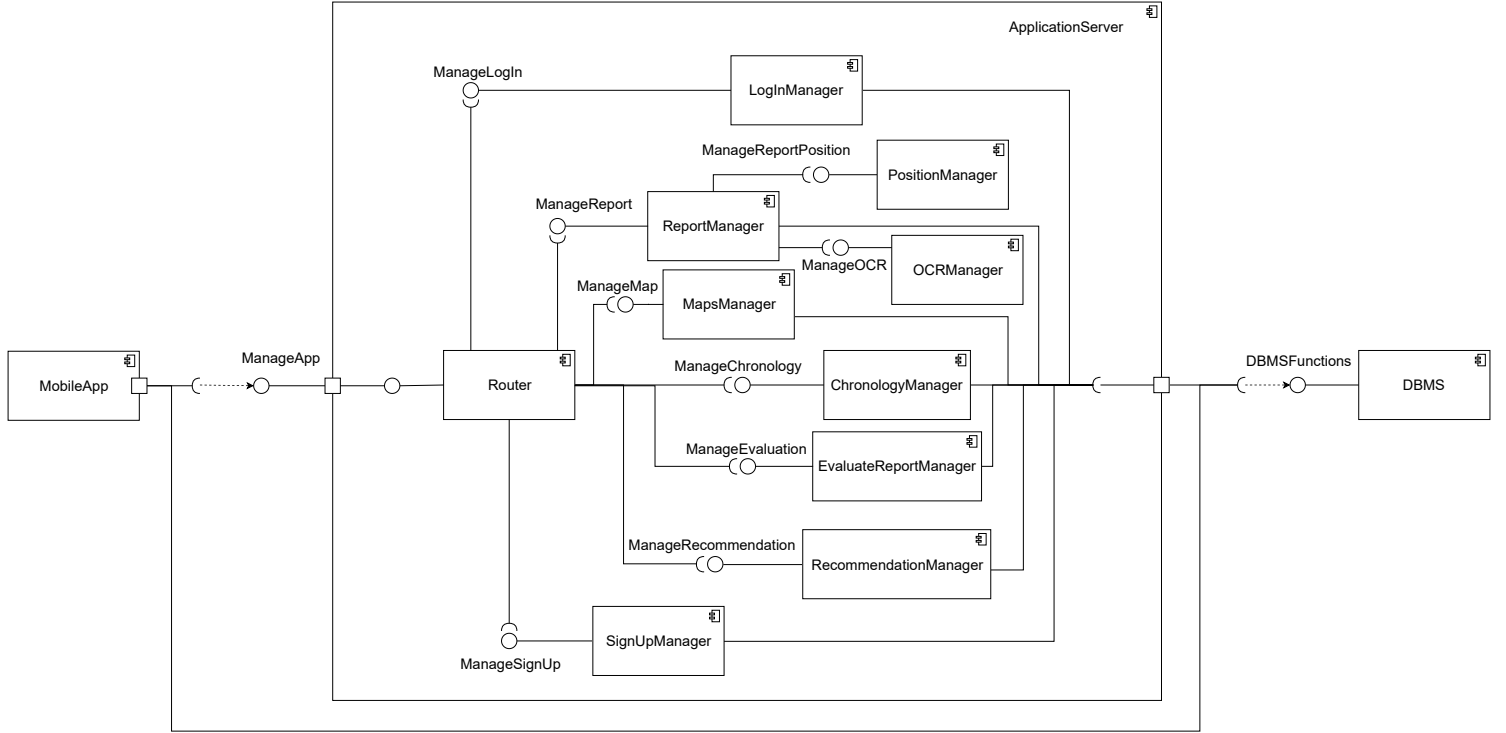 ApplicationServer
ManageLogIn
LogInManager
ManageReportPosition
PositionManager
ManageReport
ReportManager
ManageOCR
OCRManager
ManageMap
MapsManager
MobileApp
ManageApp
Router
ManageChronology
ChronologyManager
DBMSFunctions
DBMS
ManageEvaluation
EvaluateReportManager
ManageRecommendation
RecommendationManager
SignUpManager
ManageSignUp